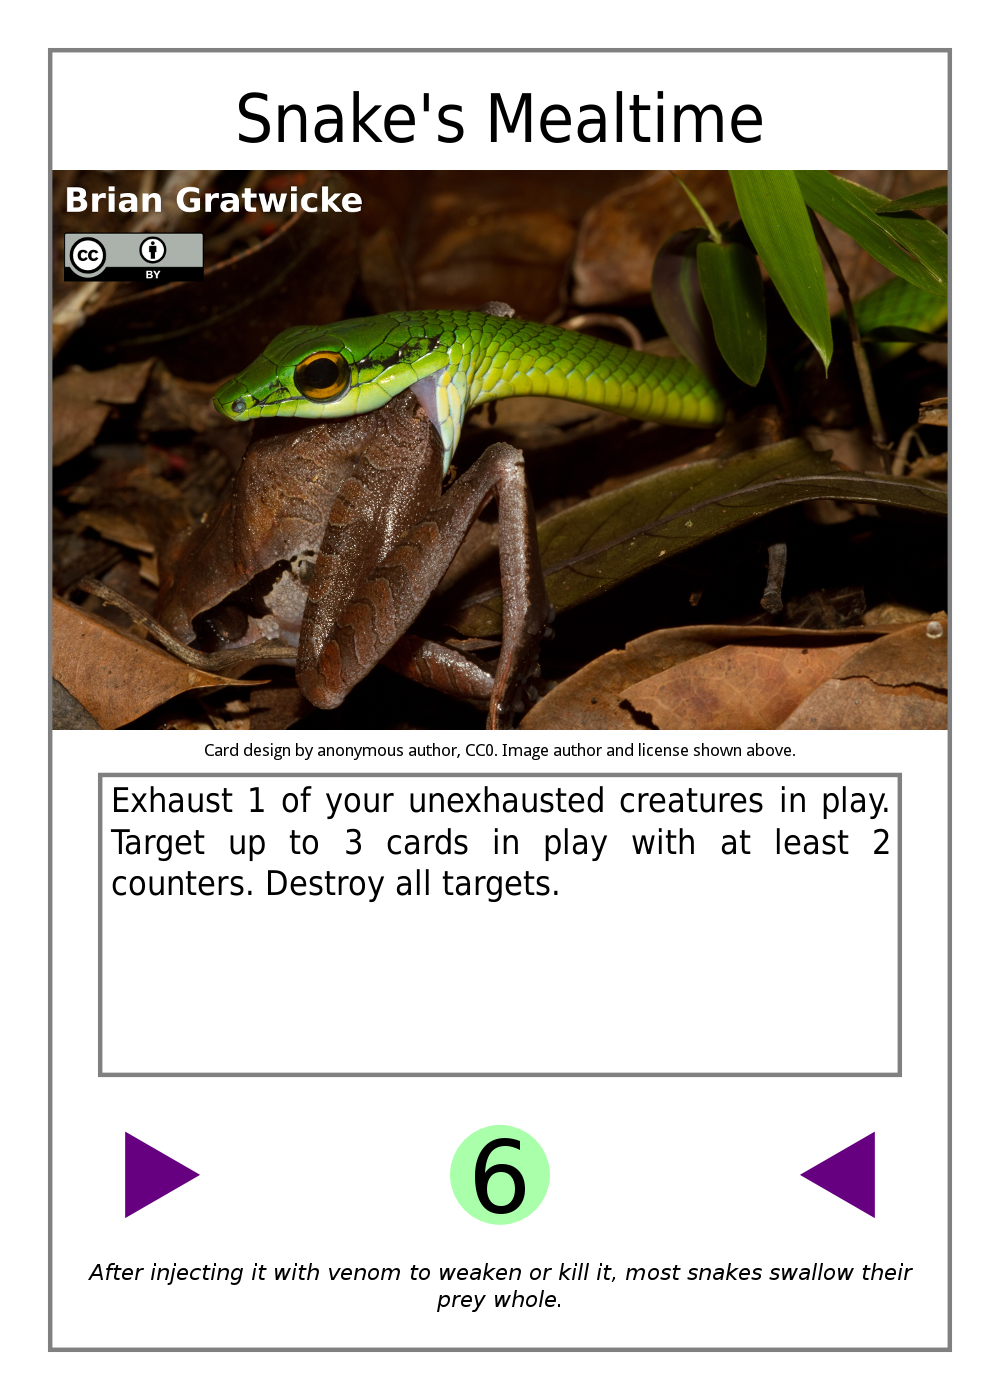 Snake's Mealtime
Brian Gratwicke
cc
BY
Card design by anonymous author, CC0. Image author and license shown above.
Exhaust 1 of your unexhausted creatures in play.
Target up to 3 cards in play with at least 2
counters. Destroy all targets.
6
After injecting it with venom to weaken or kill it, most snakes swallow their
prey whole.